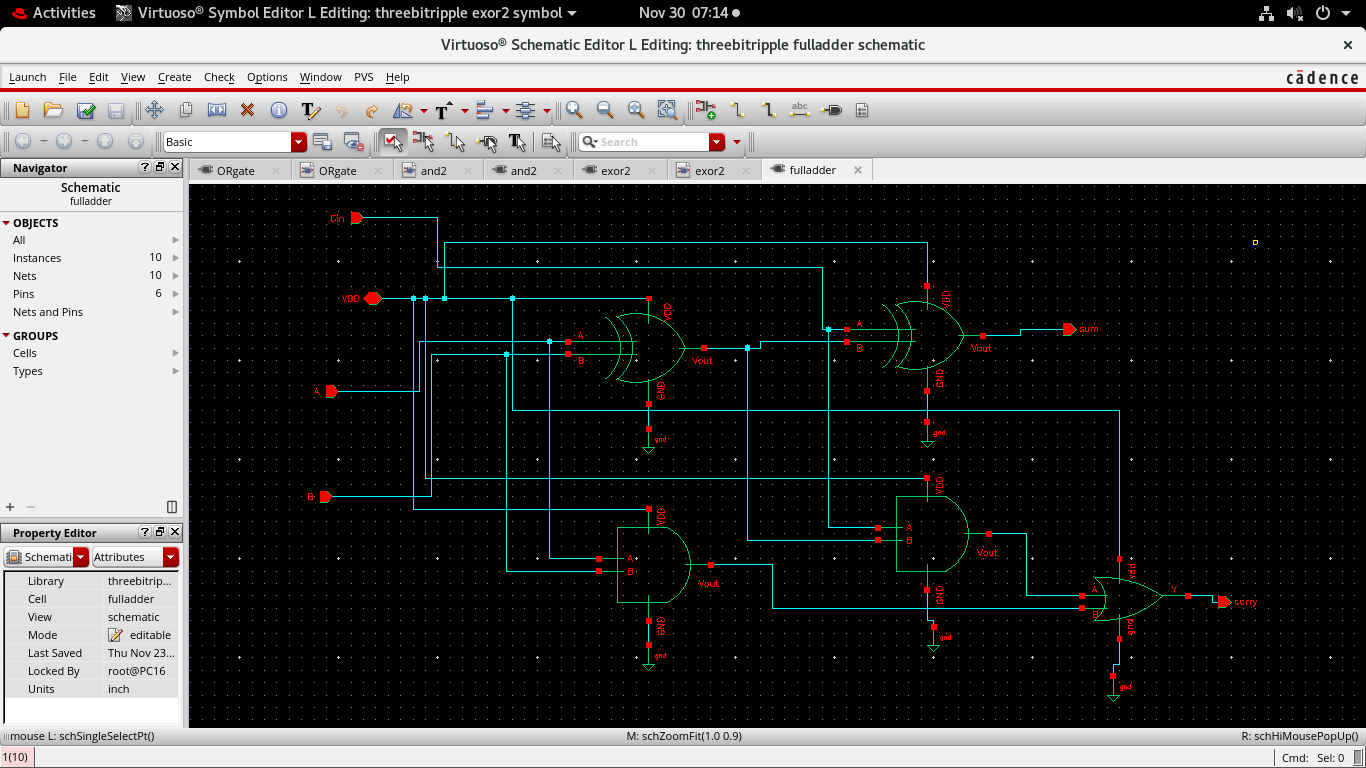 Activities Virtuoso® Symbol Editor L Editing: threebitripple exor2 symbol Nov 30 07:14
Virtuoso® Schematic Editor L Editing: threebitripple fulladder schematic
Launch File Edit View Create Check Options Window PVS Help cādence
abc
Basic Search
Navigator ? ORgate ORgate and2 and2 exor2 exor2 fulladder
Schematic
fulladder
OBJECTS
All
Instances 10
Nets 10
Pins 6
Nets and Pins
GROUPS
Cells
Types
Property Editor ?
Schemati Attributes
Library threebitrip...
Cell fulladder
View schematic
Mode editable
Last Saved Thu Nov 23...
Locked By root@PC16
Units inch
Cin
VDD
VDD
VDD
A
A
sum
B
B
Vout
Vout
GND
GND
A
gnd
gnd
B
VDD
VDD
A
B
Vout
A
B
Vout
Vdd
A
Y
B
carry
GND
GND
gnd
gnd
gnd
gnd
mouse L: schSingleSelectPt() M: schZoomFit(1.0 0.9) R: schHiMousePopUp()
1(10) Cmd: Sel: 0